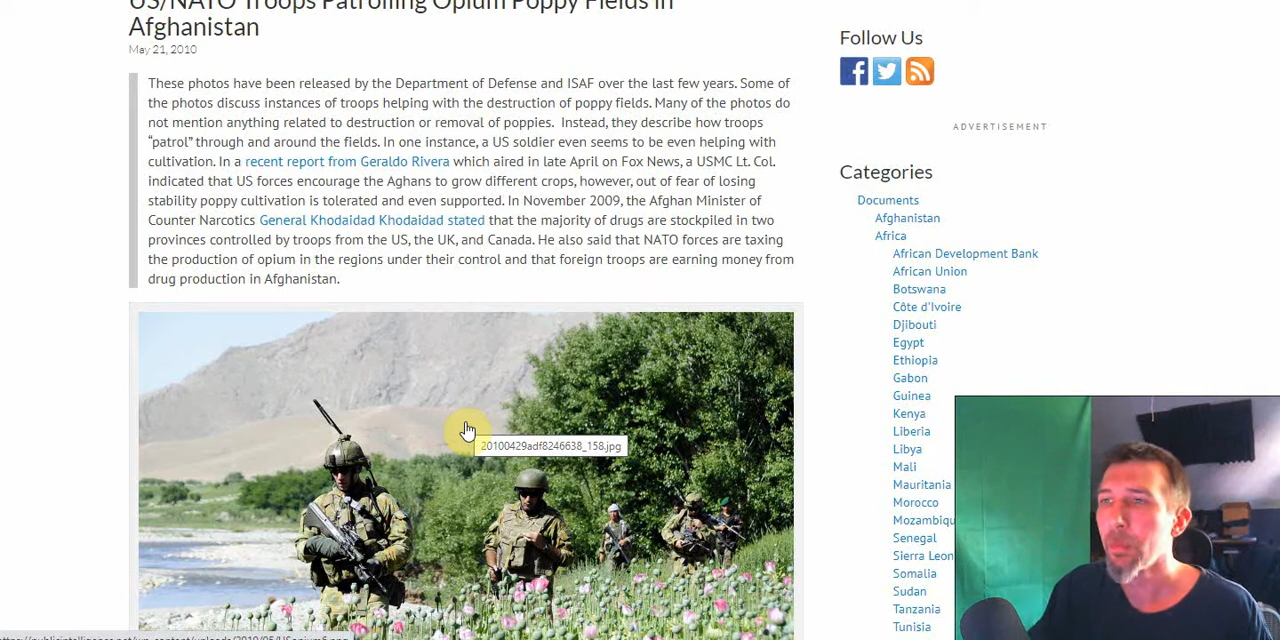 US/NATO Troops Patrolling Opium Poppy Fields in
Afghanistan
May 21, 2010
These photos have been released by the Department of Defense and ISAF over the last few years. Some of
the photos discuss instances of troops helping with the destruction of poppy fields. Many of the photos do
not mention anything related to destruction or removal of poppies. Instead, they describe how troops
“patrol” through and around the fields. In one instance, a US soldier even seems to be even helping with
cultivation. In a recent report from Geraldo Rivera which aired in late April on Fox News, a USMC Lt. Col.
indicated that US forces encourage the Aghans to grow different crops, however, out of fear of losing
stability poppy cultivation is tolerated and even supported. In November 2009, the Afghan Minister of
Counter Narcotics General Khodaidad Khodaidad stated that the majority of drugs are stockpiled in two
provinces controlled by troops from the US, the UK, and Canada. He also said that NATO forces are taxing
the production of opium in the regions under their control and that foreign troops are earning money from
drug production in Afghanistan.
20100429adf8246638_158.jpg
Follow Us
ADVERTISEMENT
Categories
Documents
Afghanistan
Africa
African Development Bank
African Union
Botswana
Côte d'Ivoire
Djibouti
Egypt
Ethiopia
Gabon
Guinea
Kenya
Liberia
Libya
Mali
Mauritania
Morocco
Mozambiqu
Senegal
Sierra Leon
Somalia
Sudan
Tanzania
Tunisia